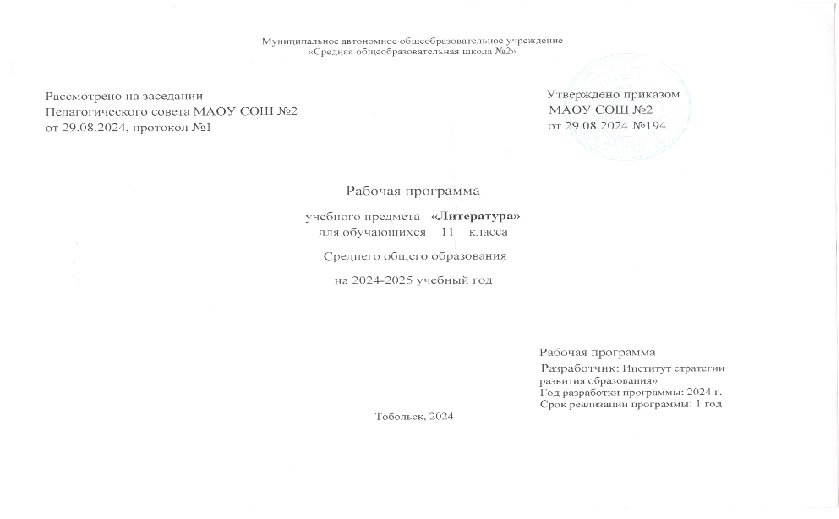 Муниципальное автономное общеобразовательное учреждение
«Средняя общеобразовательная школа №2»
Рассмотрено на заседании
Педагогического совета МАОУ СОШ №2
от 29.08.2024, протокол №1
Утверждено приказом
МАОУ СОШ №2
от 29.08.2024 №194
Рабочая программа
учебного предмета «Литература»
для обучающихся 11 класса
Среднего общего образования
на 2024-2025 учебный год
Рабочая программа
Разработчик: Институт стратегии
развития образования»
Год разработки программы: 2024 г.
Срок реализации программы: 1 год
Тобольск, 2024